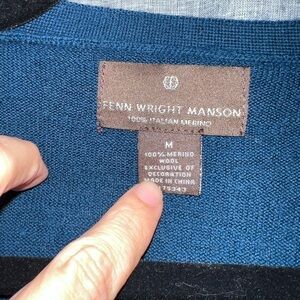 FENN WRIGHT MANSON
100% ITALIAN MERINO
M
100% MERINO
WOOL
EXCLUSIVE OF
DECORATION
MADE IN CHINA